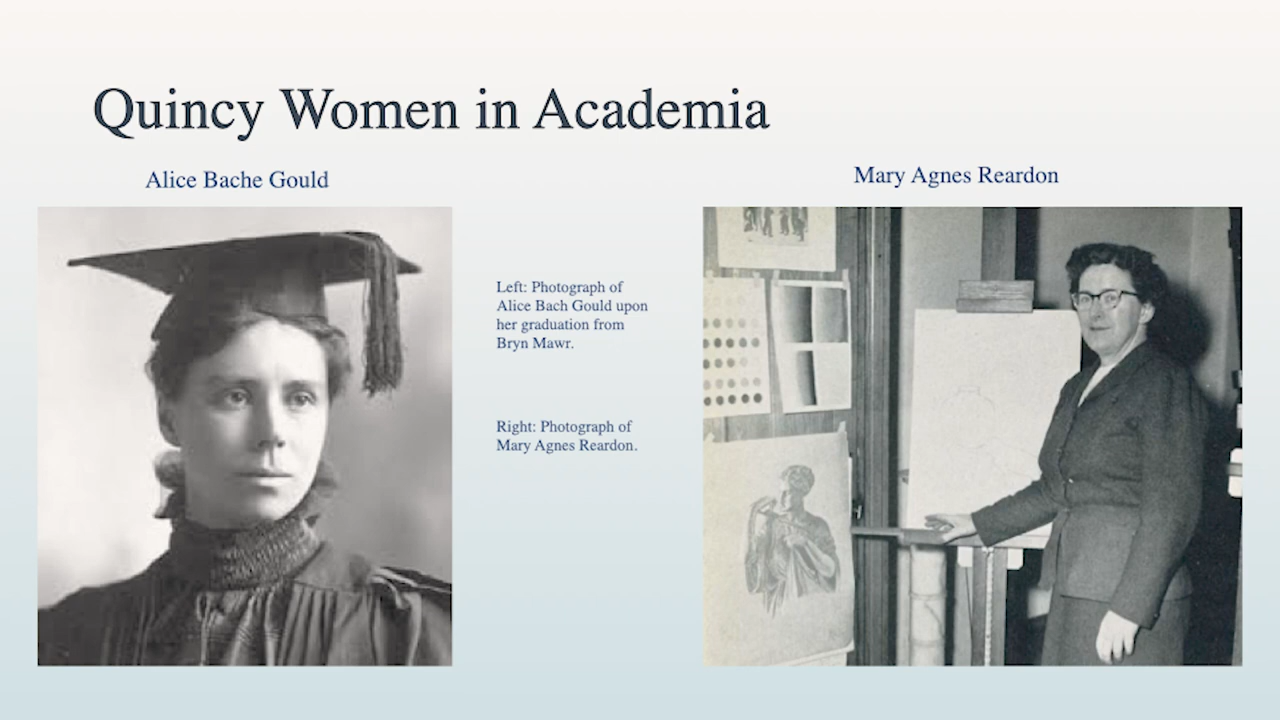 Quincy Women in Academia
Alice Bache Gould
Mary Agnes Reardon
Left: Photograph of
Alice Bach Gould upon
her graduation from
Bryn Mawr.
Right: Photograph of
Mary Agnes Reardon.